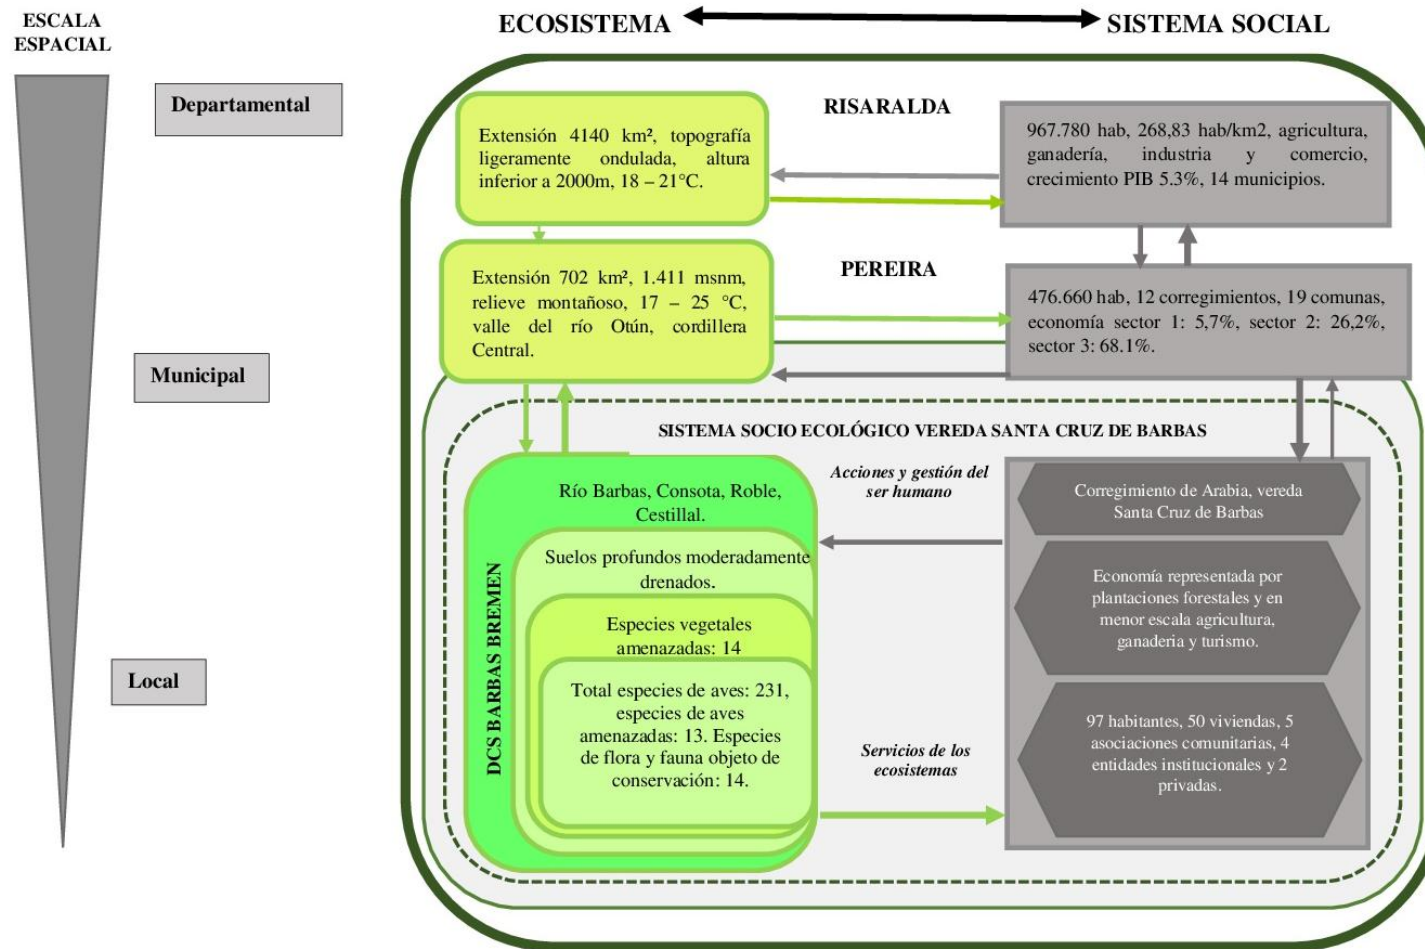 ESCALA
ESPACIAL
ECOSISTEMA
SISTEMA SOCIAL
Departamental
RISARALDA
Extensión 4140 km², topografía
ligeramente ondulada, altura
inferior a 2000m, 18 – 21°C.
967.780 hab, 268,83 hab/km2, agricultura,
ganadería, industria y comercio,
crecimiento PIB 5.3%, 14 municipios.
Municipal
PEREIRA
Extensión 702 km², 1.411 msnm,
relieve montañoso, 17 – 25 °C,
valle del río Otún, cordillera
Central.
476.660 hab, 12 corregimientos, 19 comunas,
economía sector 1: 5,7%, sector 2: 26,2%,
sector 3: 68.1%.
SISTEMA SOCIO ECOLÓGICO VEREDA SANTA CRUZ DE BARBAS
Local
DCS BARBAS BREMEN
Río Barbas, Consota, Roble,
Cestillal.
Suelos profundos moderadamente
drenados.
Especies vegetales
amenazadas: 14
Total especies de aves: 231,
especies de aves
amenazadas: 13. Especies
de flora y fauna objeto de
conservación: 14.
Acciones y gestión del
ser humano
Servicios de los
ecosistemas
Corregimiento de Arabia, vereda
Santa Cruz de Barbas
Economía representada por
plantaciones forestales y en
menor escala agricultura,
ganaderia y turismo.
97 habitantes, 50 viviendas, 5
asociaciones comunitarias, 4
entidades institucionales y 2
privadas.